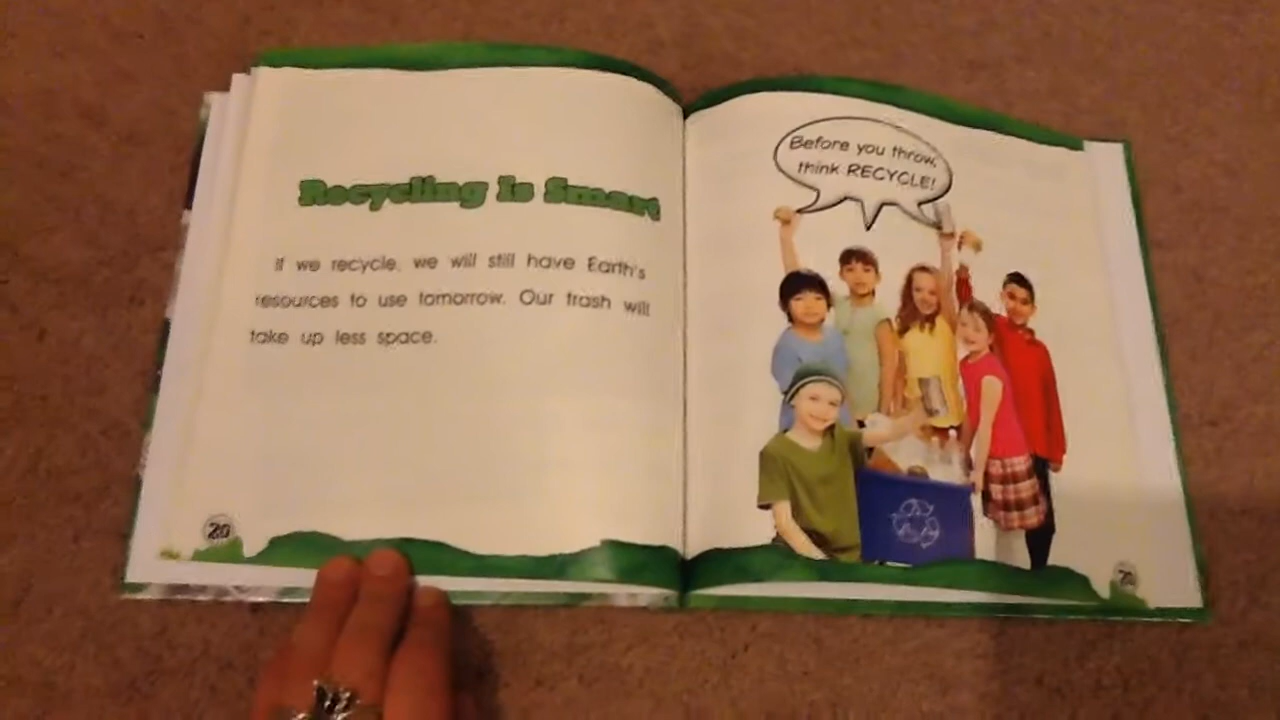 Recycling Is Smart
If we recycle, we will still have Earth's
resources to use tomorrow. Our trash will
take up less space.
20
Before you throw,
think RECYCLE!